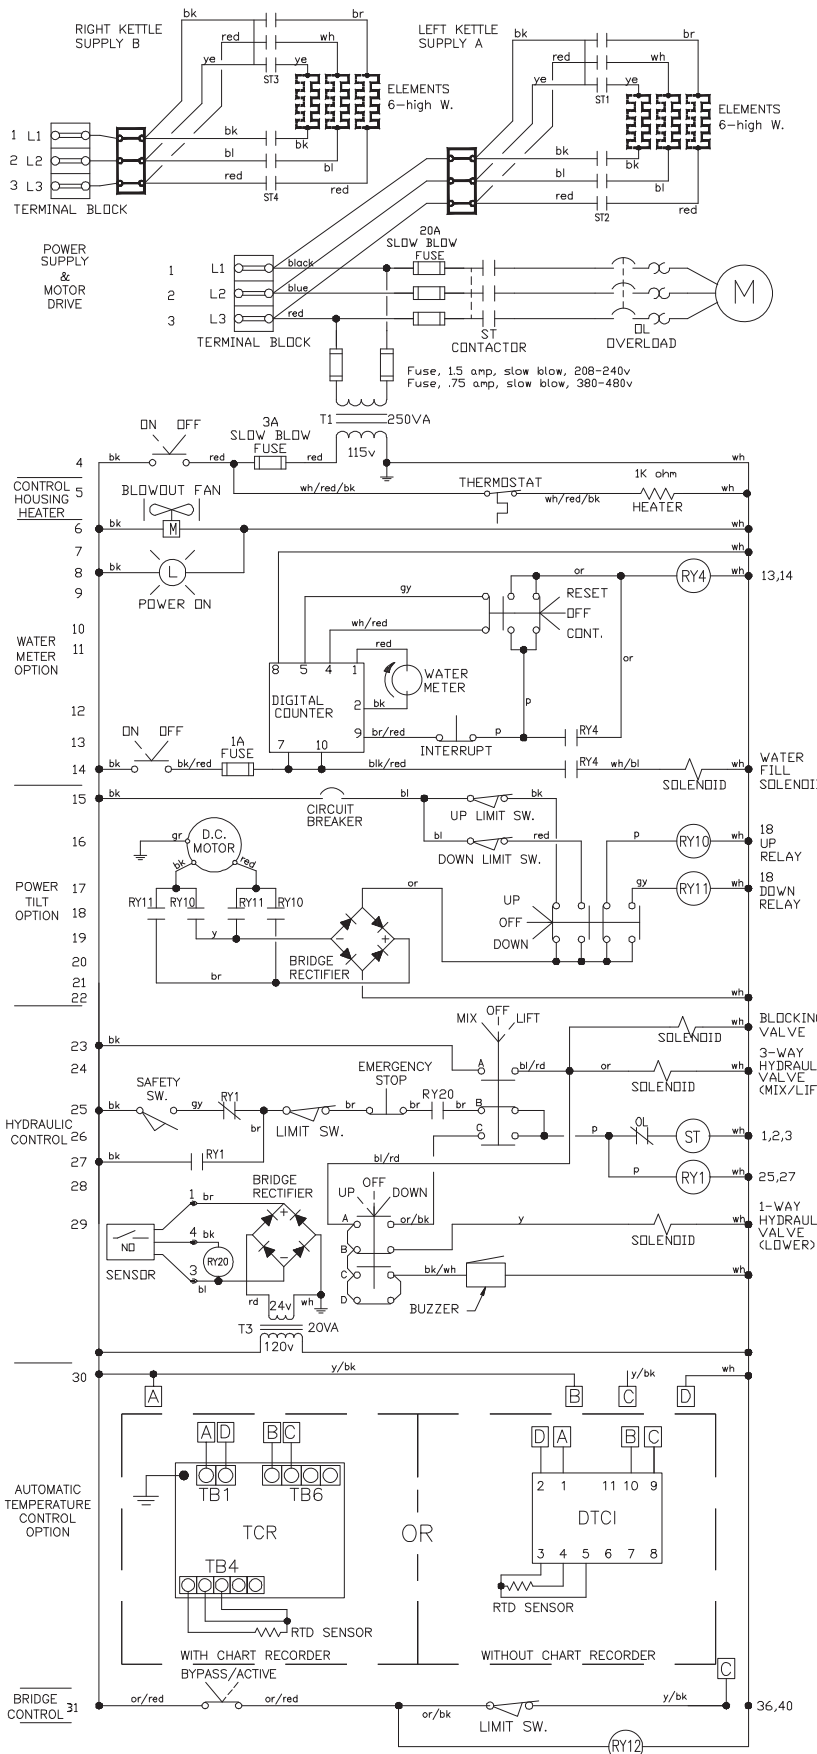 RIGHT KETTLE
SUPPLY B
bk
br
red
wh
ye
ye
ST3
ELEMENTS
6-high W.
LEFT KETTLE
SUPPLY A
bk
br
red
wh
ye
ye
ST1
ELEMENTS
6-high W.
1 L1
2 L2
3 L3
bk
bk
bl
bl
red
red
ST4
TERMINAL BLOCK
bk
bk
bl
bl
red
red
ST2
POWER
SUPPLY
&
MOTOR
DRIVE
20A
SLOW BLOW
FUSE
1 L1 black
2 L2 blue
3 L3 red
M
TERMINAL BLOCK
ST
CONTACTOR
OL
OVERLOAD
Fuse, 1.5 amp, slow blow, 208-240v
Fuse, .75 amp, slow blow, 380-480v
T1
250VA
115v
ON OFF
3A
SLOW BLOW
FUSE
4 bk red red wh
CONTROL
HOUSING
HEATER
5
wh/red/bk
THERMOSTAT
wh/red/bk
1K ohm
HEATER
wh
BLOWOUT FAN
6 bk M wh
7 wh
8 bk L
POWER ON
or
RY4
wh
13,14
9 gy
RESET
OFF
CONT.
10 wh/red
WATER
METER
OPTION
11 red
or
8 5 4 1
DIGITAL
COUNTER
2
9
7 10
WATER
METER
bk
p
12
br/red
INTERRUPT
p
RY4
13
ON OFF
1A
FUSE
14 bk bk/red blk/red RY4 wh/bl
SOLENOID
wh
WATER
FILL
SOLENOID
15 bk
CIRCUIT
BREAKER
bl
UP LIMIT SW.
bk
16 gr
D.C.
MOTOR
bk
red
bl
DOWN LIMIT SW.
red
p
RY10
wh
18
UP
RELAY
POWER
TILT
OPTION
17
RY11 RY10 RY11 RY10
or
gy
RY11
wh
18
DOWN
RELAY
18
UP
OFF
DOWN
19 y
- +
BRIDGE
RECTIFIER
20
21 br
22 wh
MIX OFF LIFT
wh
SOLENOID
BLOCKING
VALVE
23 bk
24 A bl/rd or
SOLENOID
wh
3-WAY
HYDRAUL
VALVE
(MIX/LIF
SAFETY
SW.
EMERGENCY
STOP
25 bk gy RY1 br
LIMIT SW.
br br RY20 br B
HYDRAULIC
CONTROL
26 C p OL ST wh 1,2,3
27 bk RY1
bl/rd
p RY1 wh 25,27
28
1 br
BRIDGE
RECTIFIER
UP OFF DOWN
29
NO
SENSOR
4 bk
RY20
3
bl
+
-
A or/bk
B y
SOLENOID
wh
1-WAY
HYDRAUL
VALVE
(LOWER)
C bk/wh
BUZZER
wh
D
rd 24v wh
T3 20VA
120v
30 y/bk y/bk wh
A B C D
A D B C
TB1 TB6
TCR
TB4
RTD SENSOR
WITH CHART RECORDER
AUTOMATIC
TEMPERATURE
CONTROL
OPTION
OR
D A B C
2 1 11 10 9
DTCI
3 4 5 6 7 8
RTD SENSOR
WITHOUT CHART RECORDER
BYPASS/ACTIVE
C
BRIDGE
CONTROL
31 or/red or/red or/bk
LIMIT SW.
y/bk
36,40
RY12